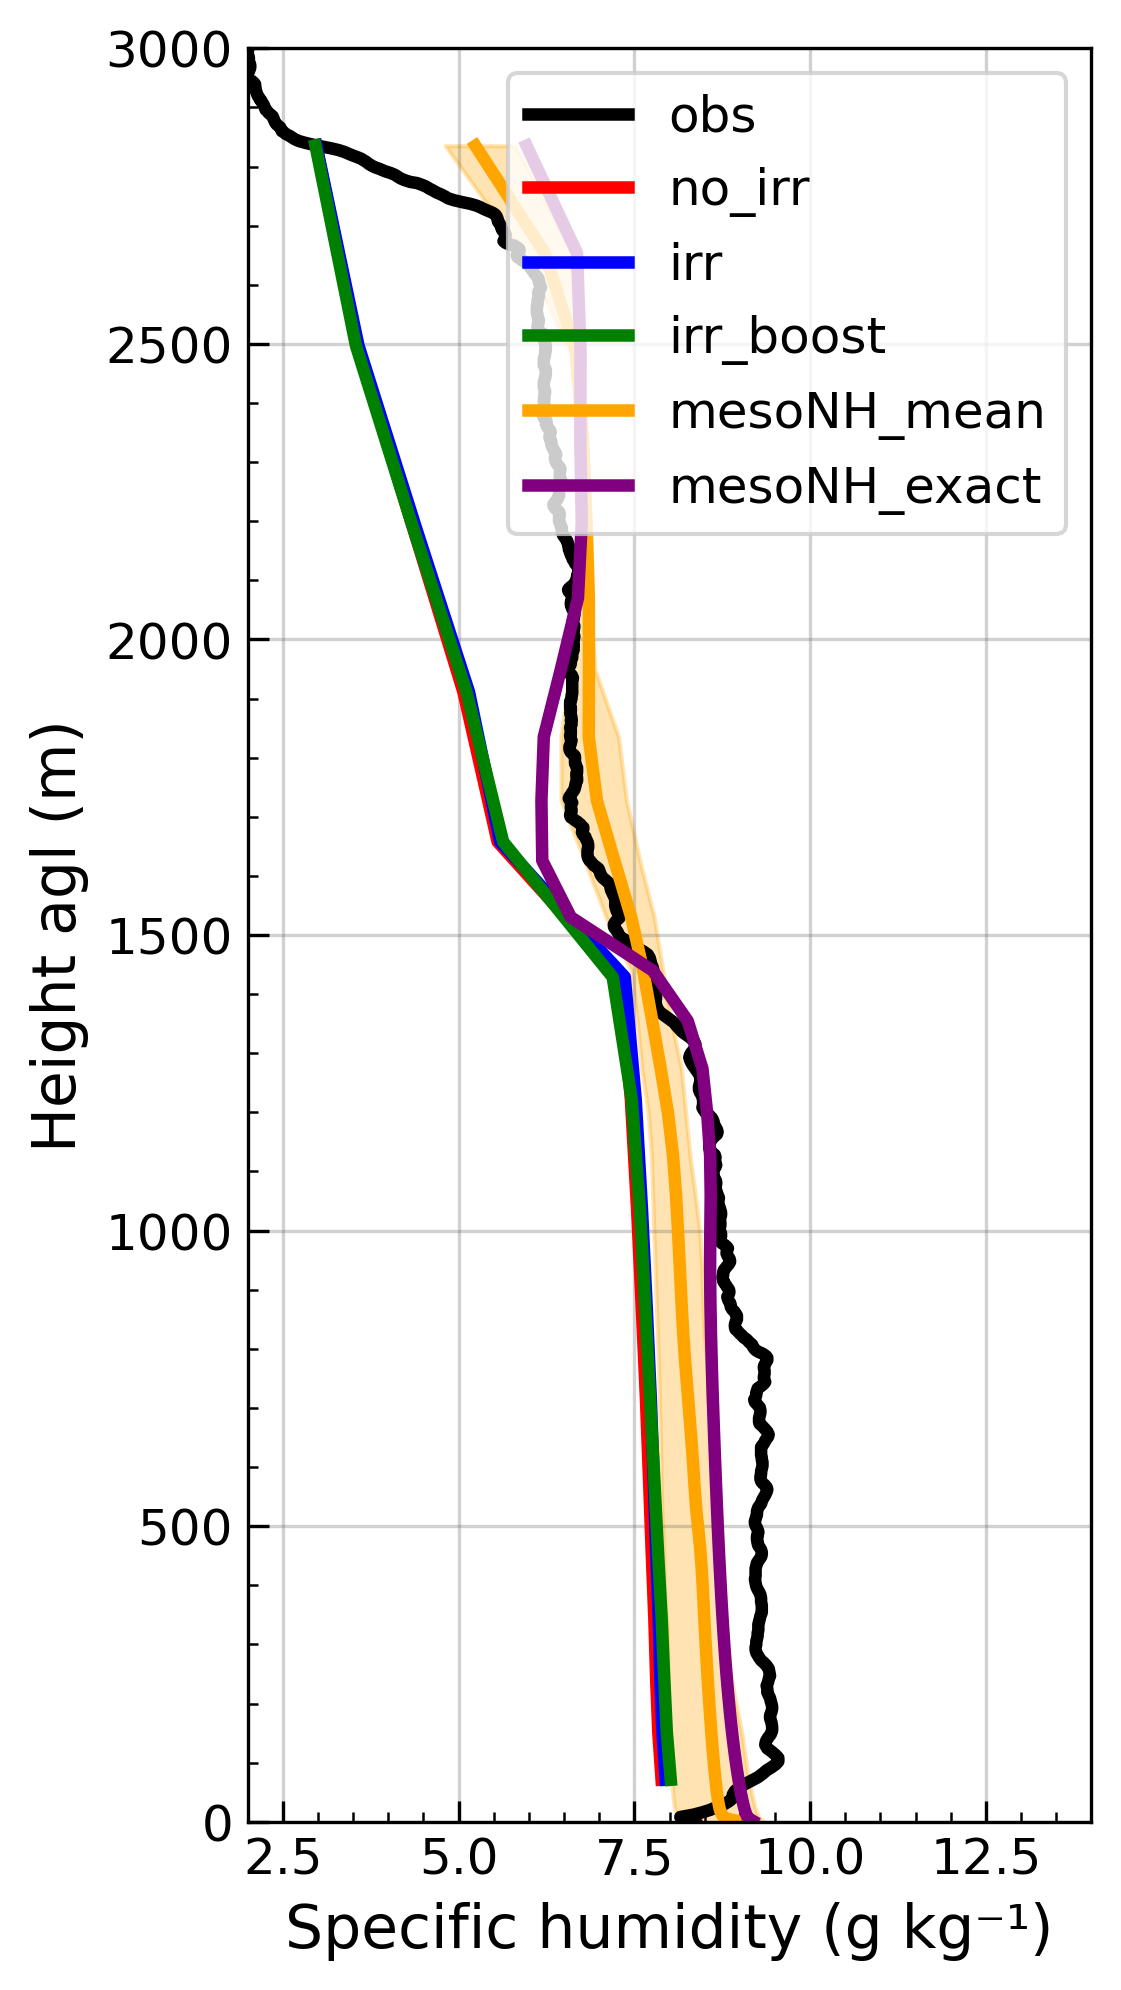 3000
2500
2000
1500
1000
500
0
Height agl (m)
obs
no_irr
irr
irr_boost
mesoNH_mean
mesoNH_exact
2.5 5.0 7.5 10.0 12.5
Specific humidity (g kg⁻¹)